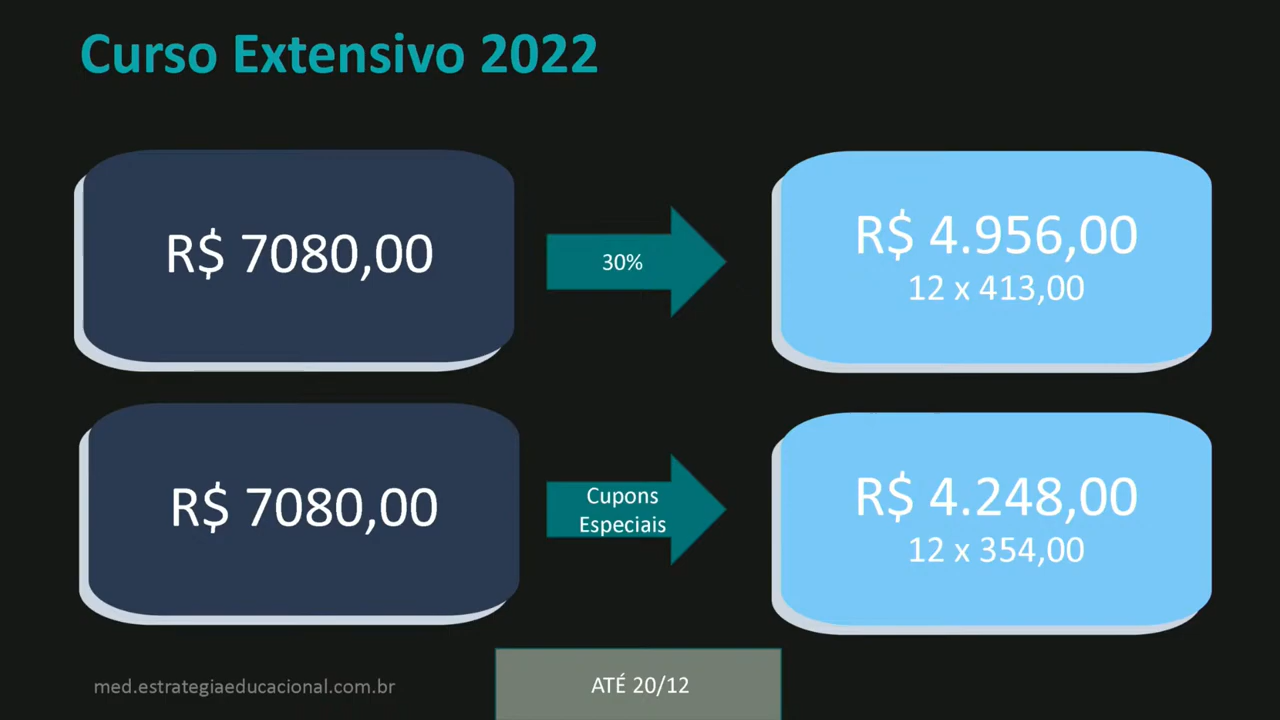 Curso Extensivo 2022
R$ 7080,00
30%
R$ 4.956,00
12 x 413,00
R$ 7080,00
Cupons
Especiais
R$ 4.248,00
12 x 354,00
med.estrategiaeducacional.com.br
ATÉ 20/12